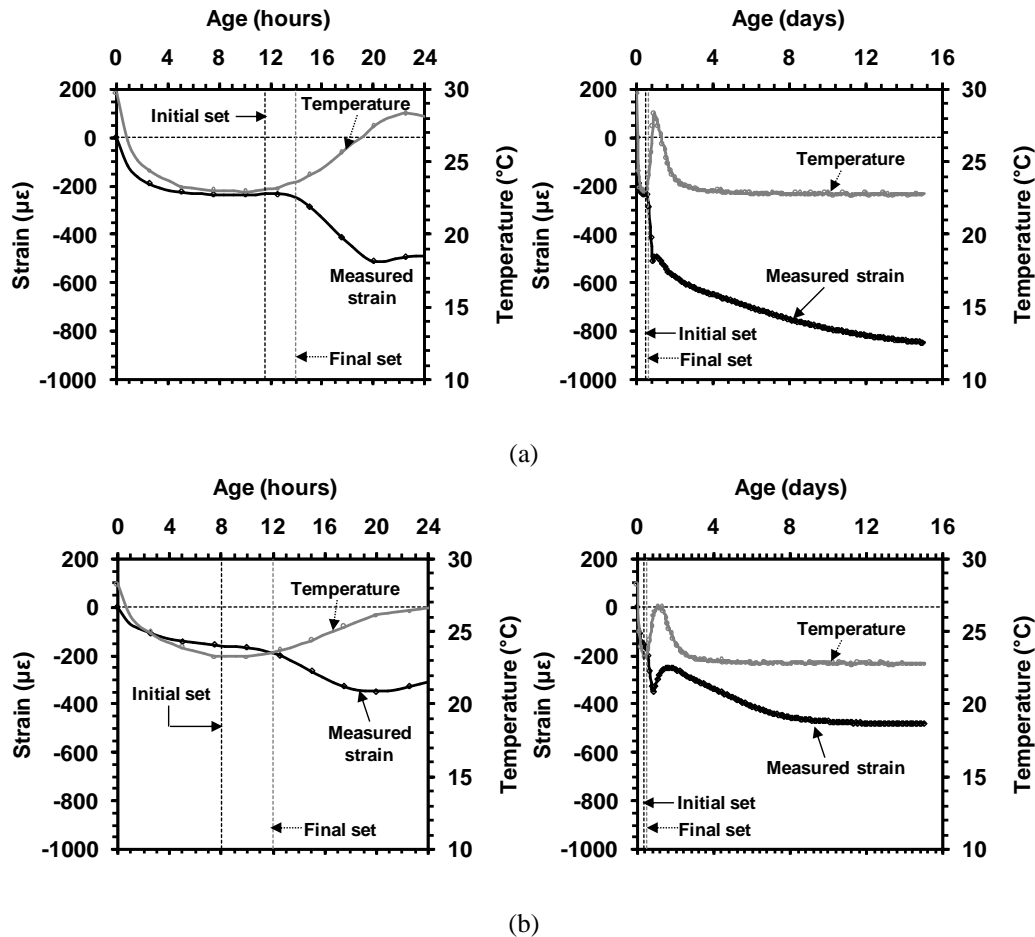 Age (hours)
0 4 8 12 16 20 24
200
0
-200
-400
-600
-800
-1000
Strain (µε)
Initial set
Temperature
Measured
strain
Final set
30
25
20
15
10
Temperature (°C)
Age (days)
0 4 8 12 16
200
0
-200
-400
-600
-800
-1000
Strain (µε)
Temperature
Measured strain
Initial set
Final set
30
25
20
15
10
Temperature (°C)
(a)
Age (hours)
0 4 8 12 16 20 24
200
0
-200
-400
-600
-800
-1000
Strain (µε)
Temperature
Initial set
Measured
strain
Final set
30
25
20
15
10
Temperature (°C)
Age (days)
0 4 8 12 16
200
0
-200
-400
-600
-800
-1000
Strain (µε)
Temperature
Measured strain
Initial set
Final set
30
25
20
15
10
Temperature (°C)
(b)